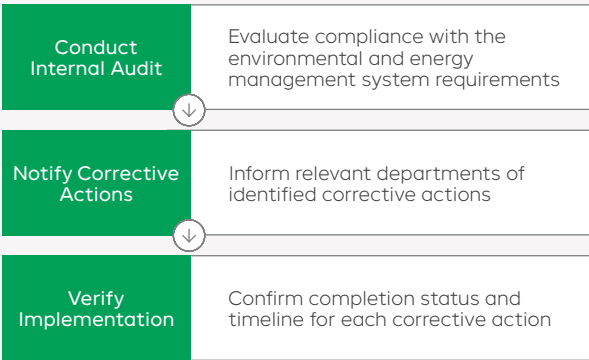 Conduct
Internal Audit
Evaluate compliance with the
environmental and energy
management system requirements
Notify Corrective
Actions
Inform relevant departments of
identified corrective actions
Verify
Implementation
Confirm completion status and
timeline for each corrective action